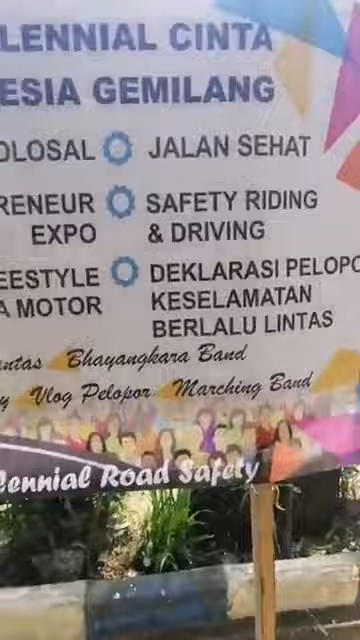 LENNIAL CINTA
ESIA GEMILANG
OLOSAL JALAN SEHAT
RENEUR SAFETY RIDING
EXPO & DRIVING
EESTYLE DEKLARASI PELOPO
A MOTOR KESELAMATAN
BERLALU LINTAS
ntas Bhayangkara Band
y Vlog Pelopor Marching Band
lennial Road Safety